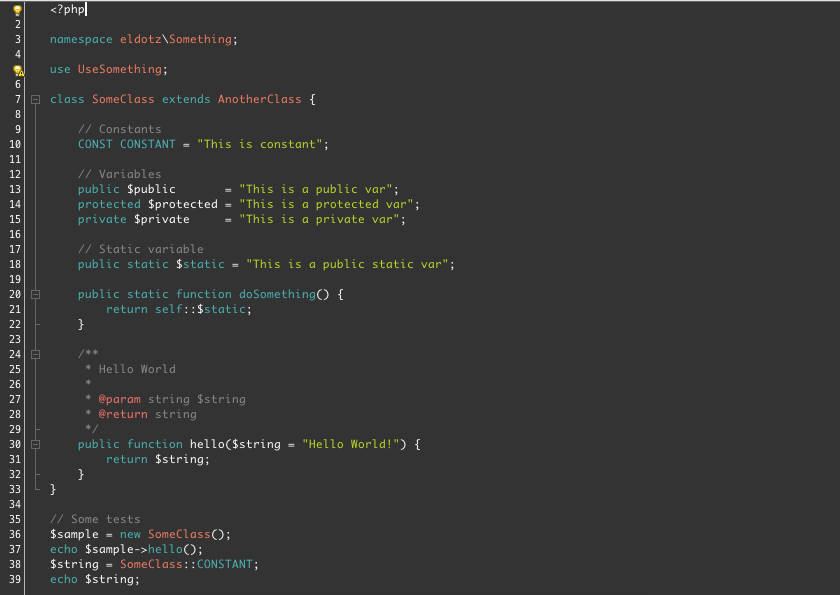 <?php
2
3 namespace eldotz\Something;
4
use UseSomething;
6
7 class SomeClass extends AnotherClass {
8
9     // Constants
10     CONST CONSTANT = "This is constant";
11
12     // Variables
13     public $public       = "This is a public var";
14     protected $protected = "This is a protected var";
15     private $private     = "This is a private var";
16
17     // Static variable
18     public static $static = "This is a public static var";
19
20     public static function doSomething() {
21         return self::$static;
22     }
23
24     /**
25      * Hello World
26      *
27      * @param string $string
28      * @return string
29      */
30     public function hello($string = "Hello World!") {
31         return $string;
32     }
33 }
34
35 // Some tests
36 $sample = new SomeClass();
37 echo $sample->hello();
38 $string = SomeClass::CONSTANT;
39 echo $string;